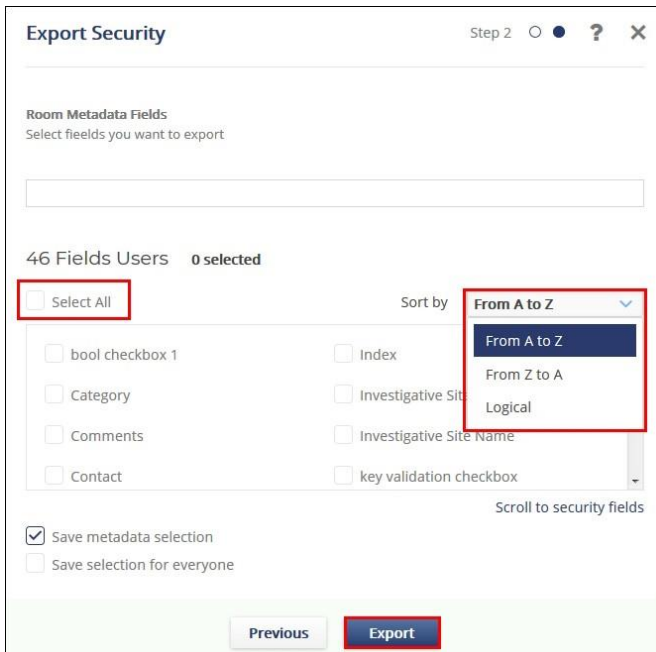 Export Security Step 2 ?
Room Metadata Fields
Select fieelds you want to export
46 Fields Users 0 selected
Select All Sort by From A to Z
From A to Z
From Z to A
Logical
bool checkbox 1 Index
Category Investigative Sit
Comments Investigative Site Name
Contact key validation checkbox
Scroll to security fields
Save metadata selection
Save selection for everyone
Previous Export